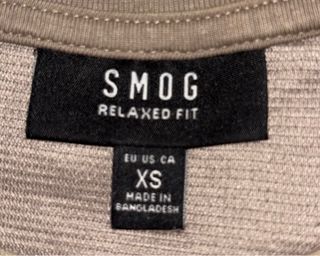 SMOG
RELAXED FIT
EU US CA
XS
MADE IN
BANGLADESH